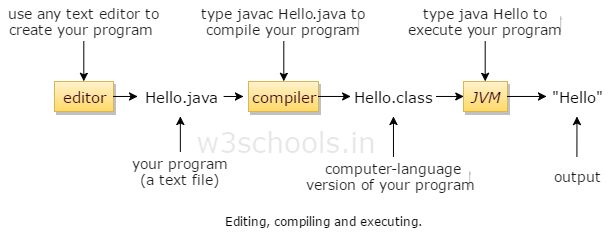 use any text editor to
create your program
type javac Hello.java to
compile your program
type java Hello to
execute your program
editor
Hello.java
compiler
Hello.class
JVM
"Hello"
w3schools.in
your program
(a text file)
computer-language
version of your program
output
Editing, compiling and executing.